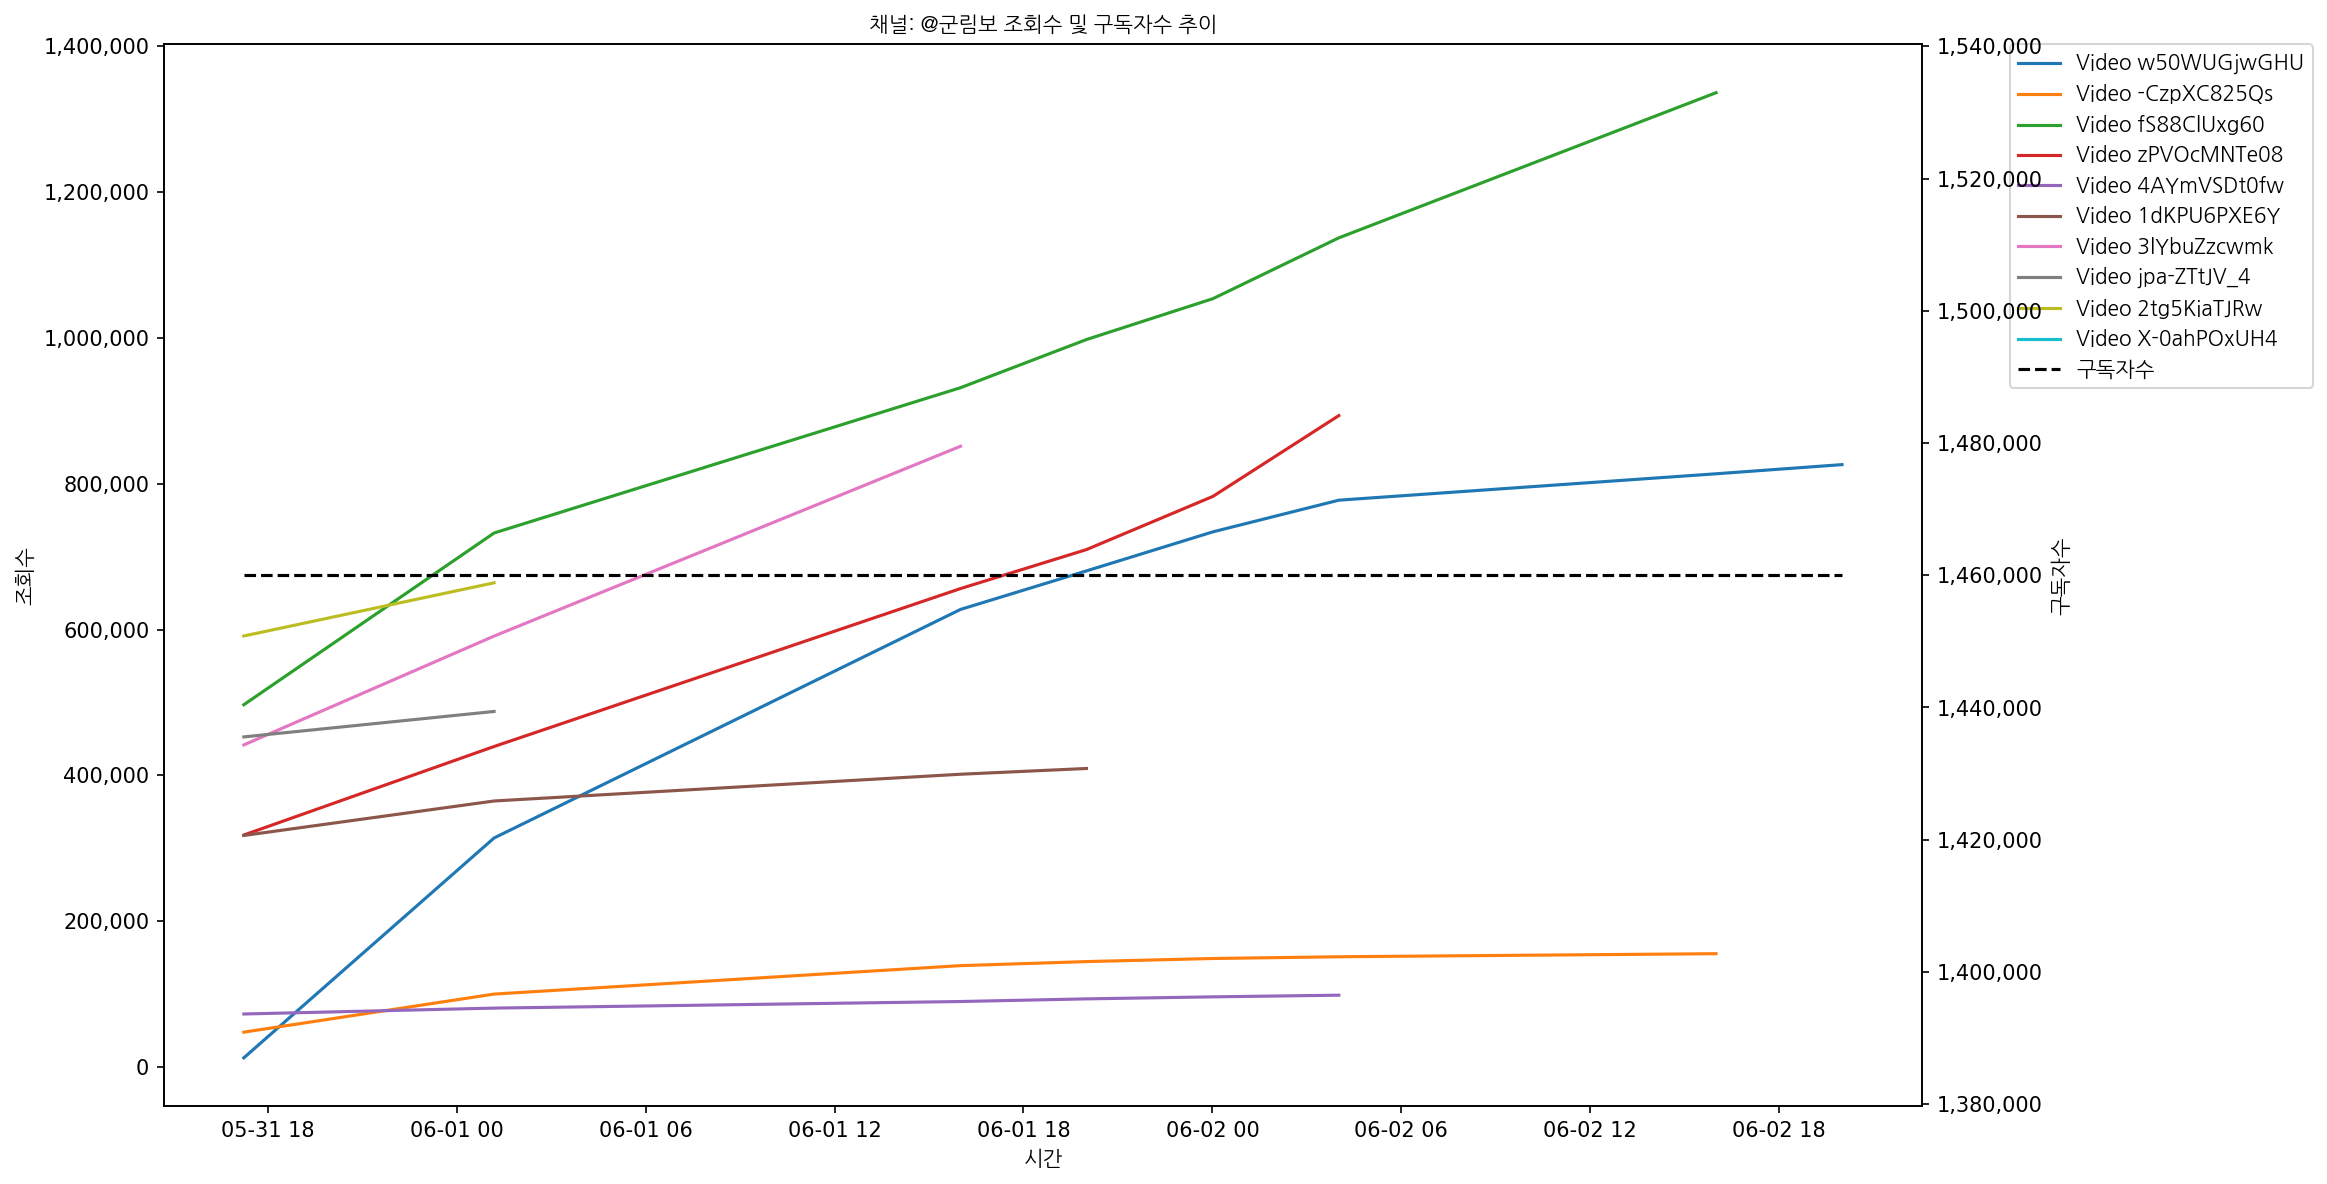 채널: @군림보 조회수 및 구독자수 추이
1,400,000
1,200,000
1,000,000
800,000
600,000
400,000
200,000
0
조회수
05-31 18
06-01 00
06-01 06
06-01 12
06-01 18
06-02 00
06-02 06
06-02 12
06-02 18
시간
1,540,000
1,520,000
1,500,000
1,480,000
1,460,000
1,440,000
1,420,000
1,400,000
1,380,000
구독자수
Video w50WUGjwGHU
Video -CzpXC825Qs
Video fS88ClUxg60
Video zPVOcMNTe08
Video 4AYmVSDt0fw
Video 1dKPU6PXE6Y
Video 3lYbuZzcwmk
Video jpa-ZTtJV_4
Video 2tg5KiaTJRw
Video X-0ahPOxUH4
구독자수